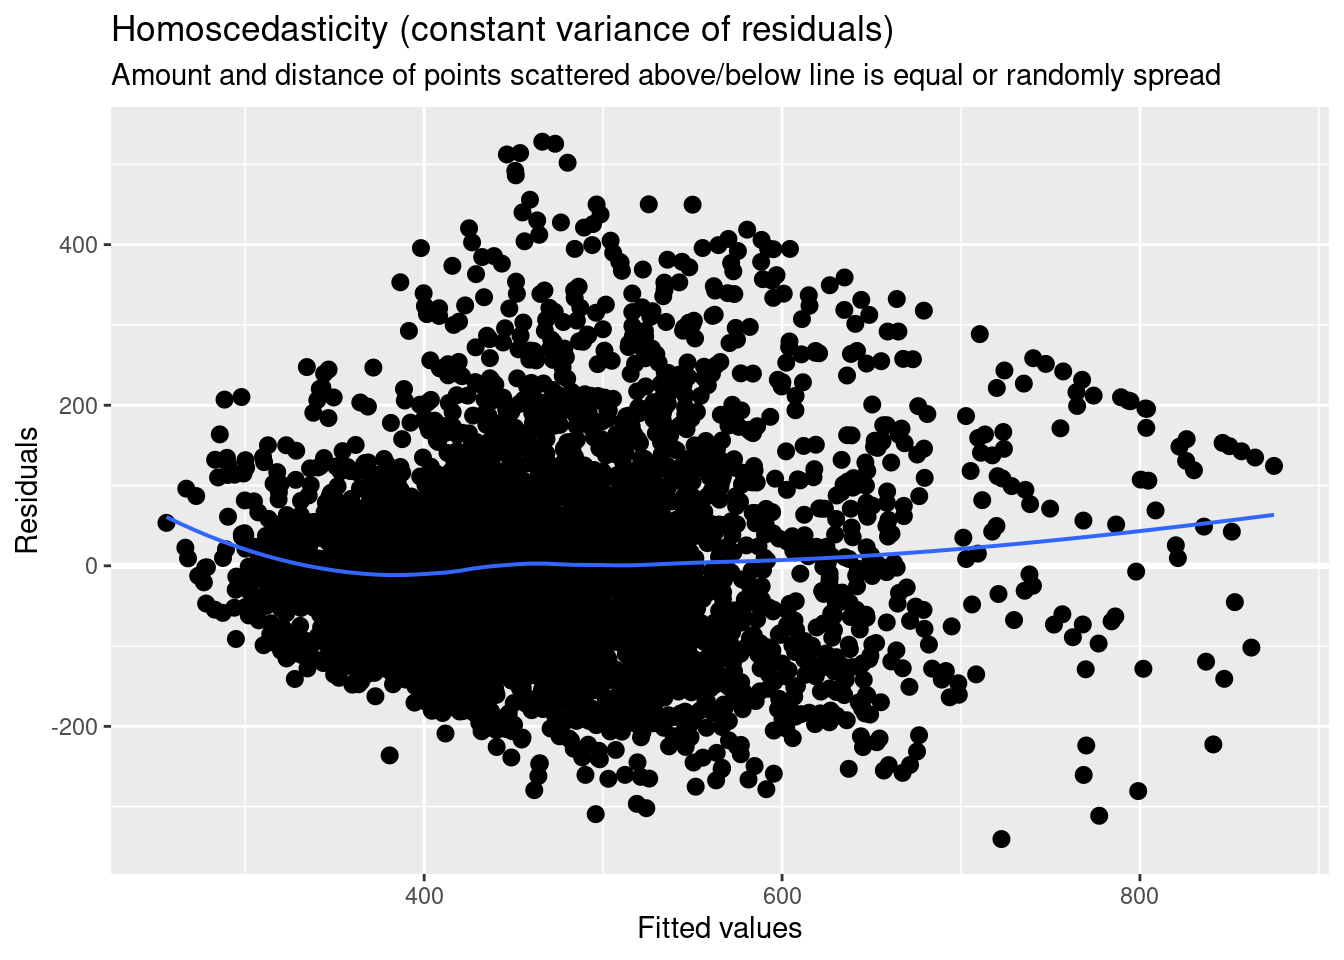 Homoscedasticity (constant variance of residuals)
Amount and distance of points scattered above/below line is equal or randomly spread
Residuals
400
200
0
-200
400
600
800
Fitted values